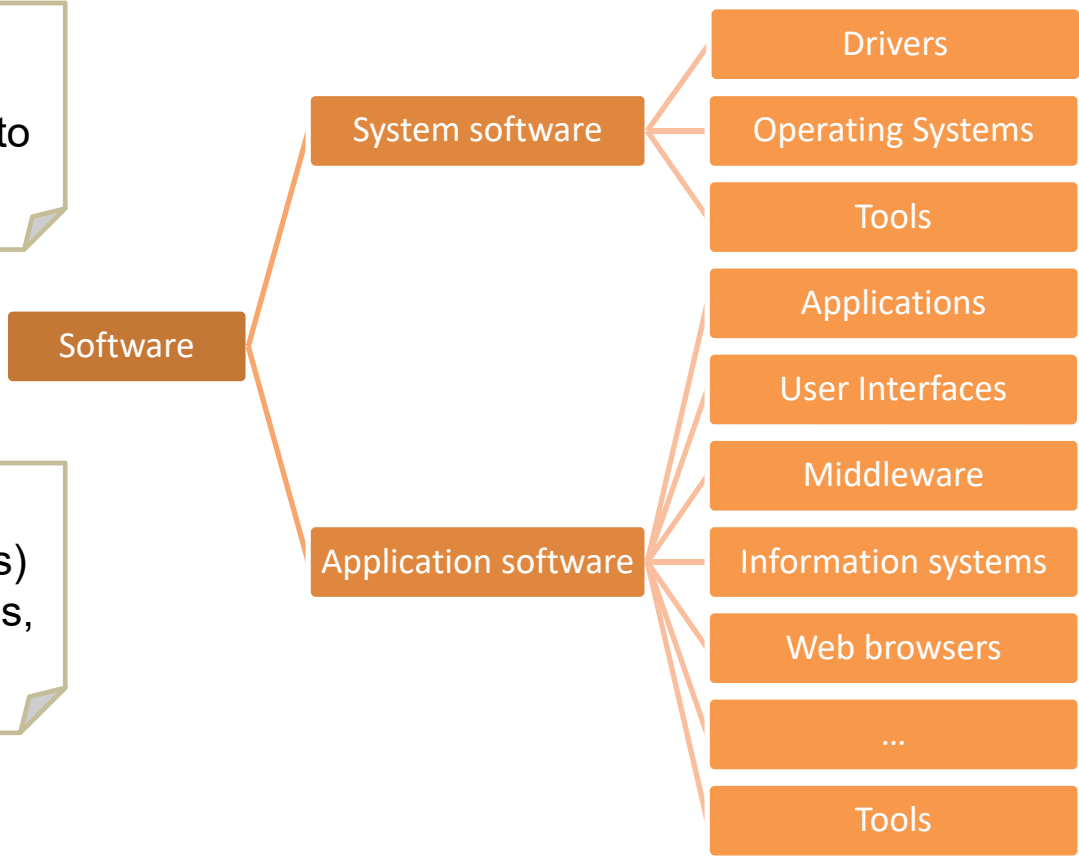 to
Software
s)
s,
System software
Application software
Drivers
Operating Systems
Tools
Applications
User Interfaces
Middleware
Information systems
Web browsers
...
Tools